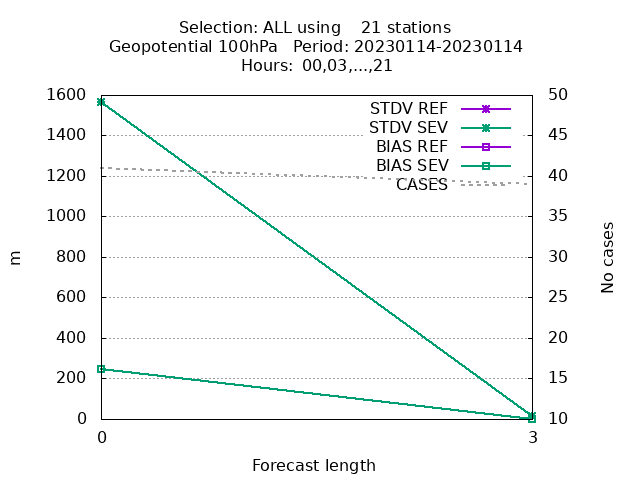 Selection: ALL using    21 stations
Geopotential 100hPa   Period: 20230114-20230114
Hours: 00,03,...,21
1600
1400
1200
1000
800
600
400
200
0
50
45
40
35
30
25
20
15
10
STDV REF
STDV SEV
BIAS REF
BIAS SEV
CASES
m
No cases
0
3
Forecast length